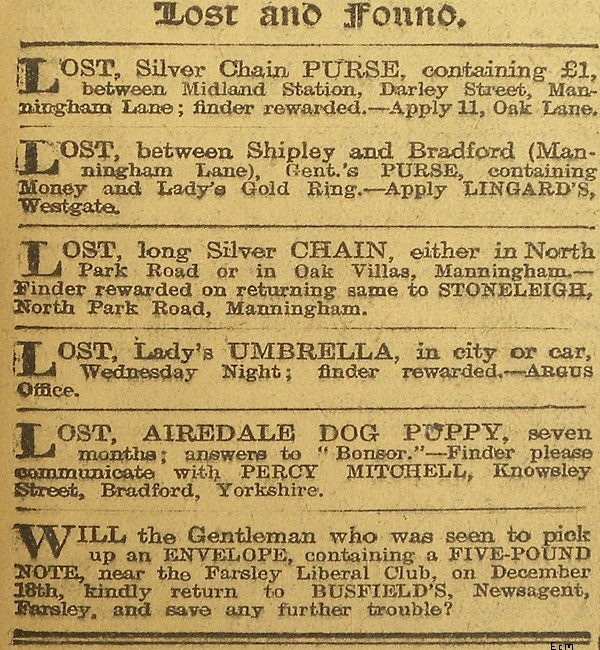 Lost and Found.
LOST, Silver Chain PURSE, containing £1,
between Midland Station, Darley Street, Man-
ningham Lane; finder rewarded.—Apply 11, Oak Lane.
LOST, between Shipley and Bradford (Man-
ningham Lane), Gent.'s PURSE, containing
Money and Lady's Gold Ring.—Apply LINGARD'S,
Westgate.
LOST, long Silver CHAIN, either in North
Park Road or in Oak Villas, Manningham.—
Finder rewarded on returning same to STONELEIGH,
North Park Road, Manningham.
LOST, Lady's UMBRELLA, in city or car,
Wednesday Night; finder rewarded.—ARGUS
Office.
LOST, AIREDALE DOG PUPPY, seven
months; answers to "Bonsor."—Finder please
communicate with PERCY MITCHELL, Knowsley
Street, Bradford, Yorkshire.
WILL the Gentleman who was seen to pick
up an ENVELOPE, containing a FIVE-POUND
NOTE, near the Farsley Liberal Club, on December
18th, kindly return to BUSFIELD'S, Newsagent,
Farsley, and save any further trouble?
EcM